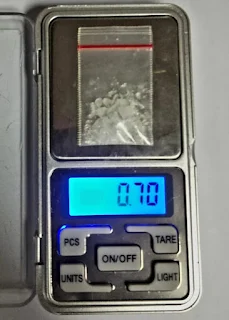 0.70
PCS
TARE
ON/OFF
UNITS
LIGHT